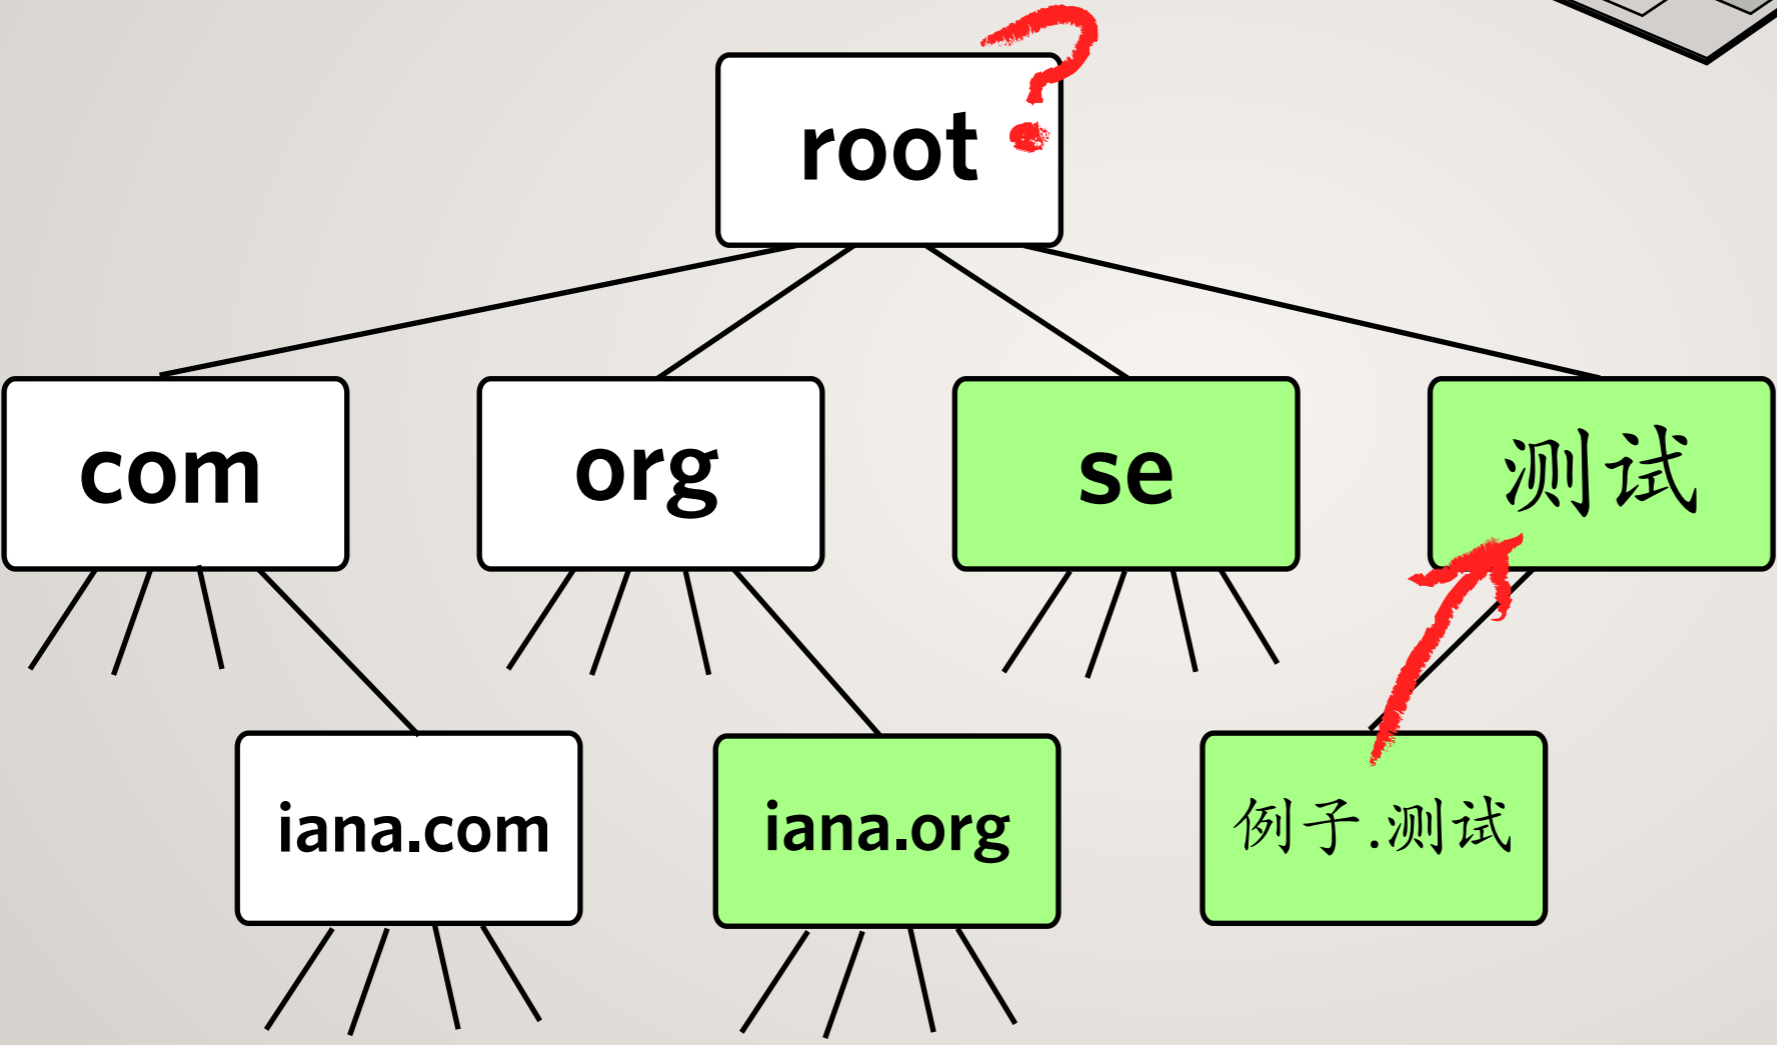 root ?
com
org
se
测试
iana.com
iana.org
例子.测试